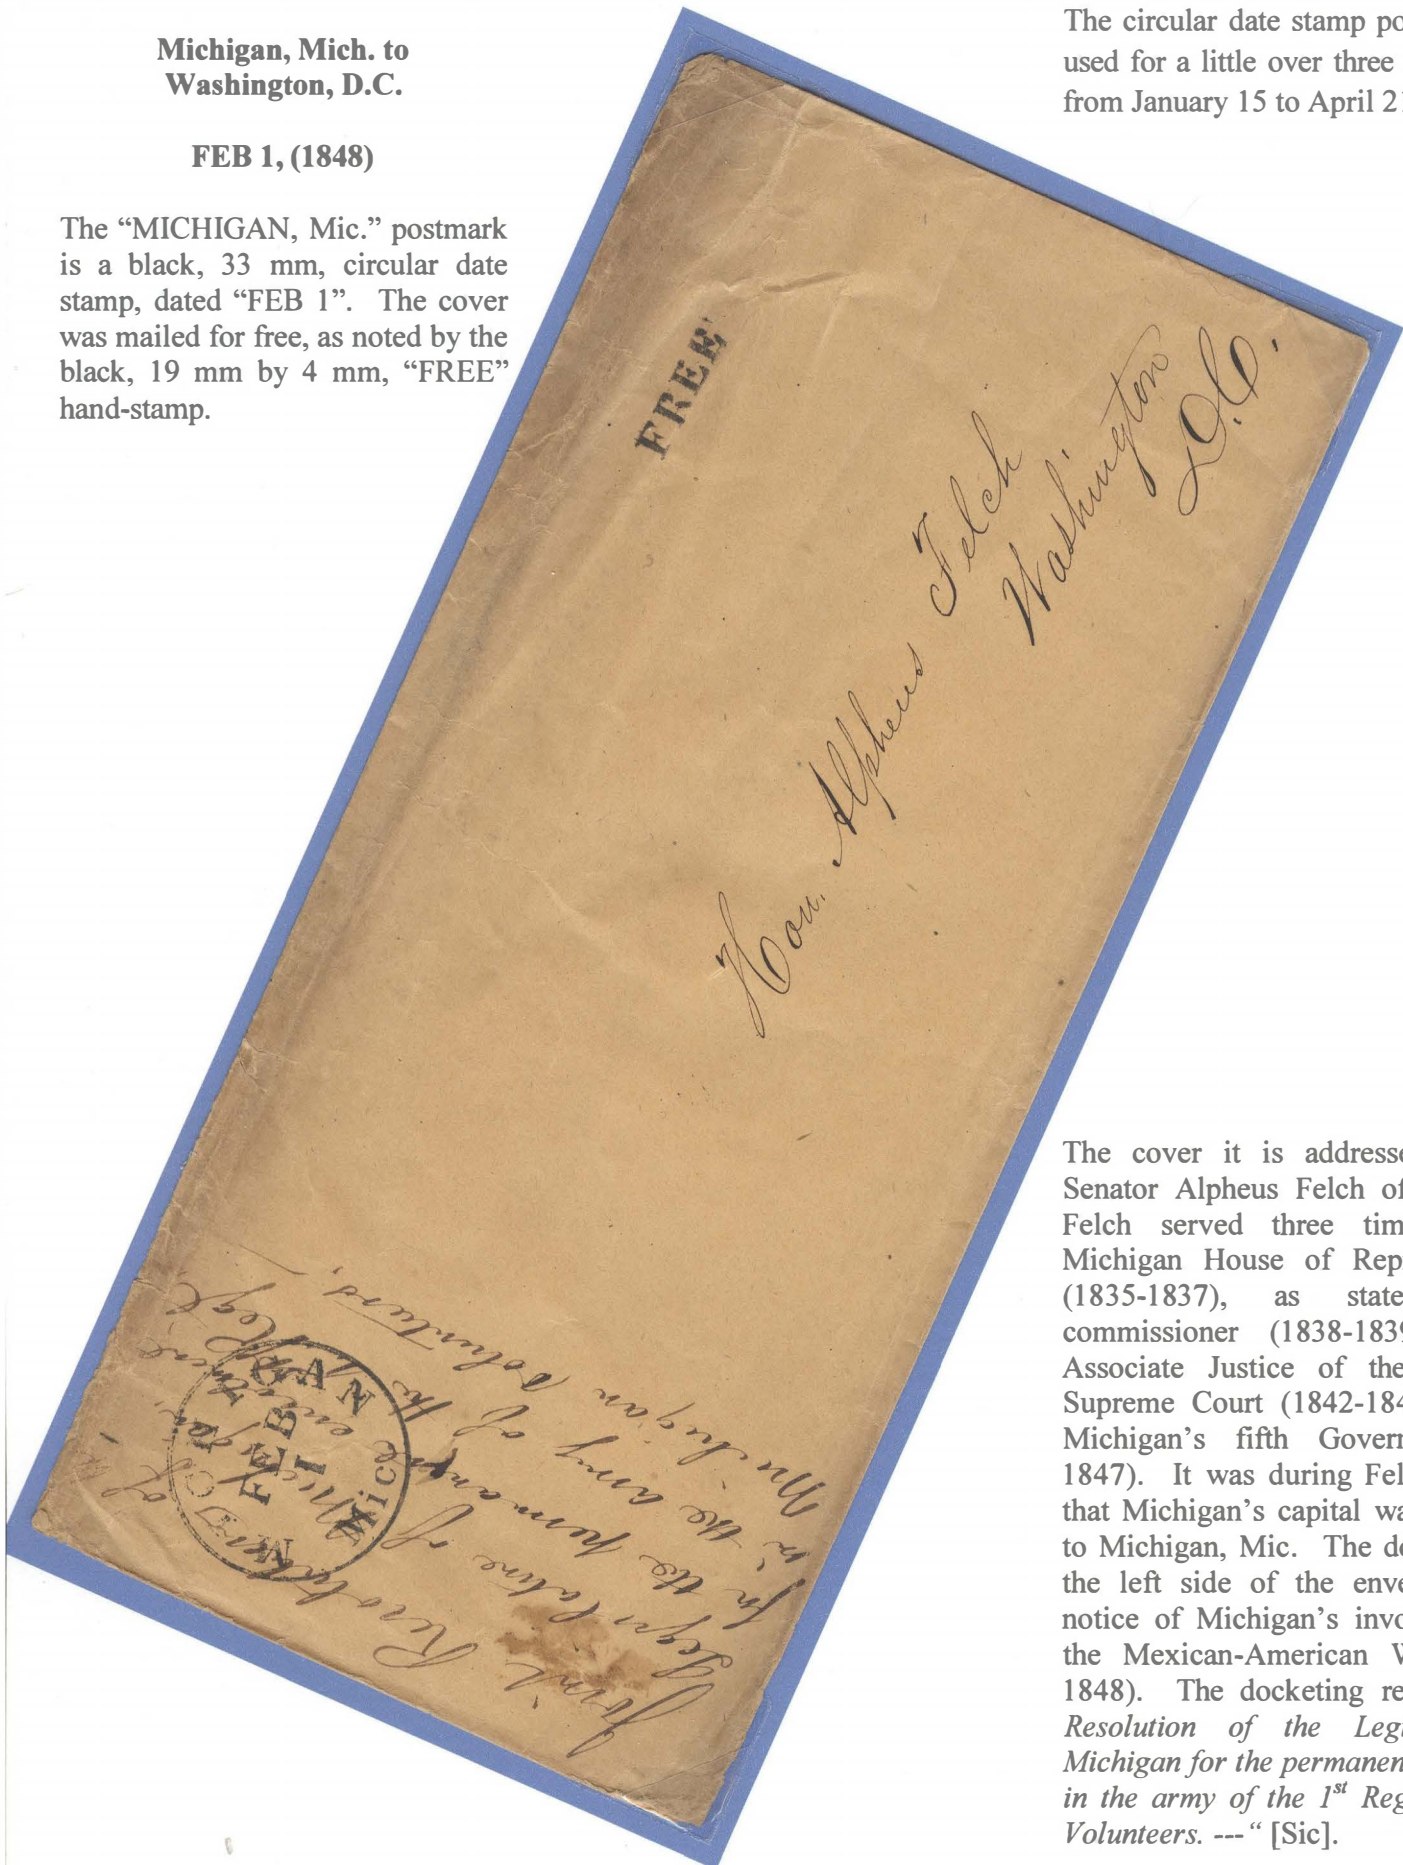 Michigan, Mich. to
Washington, D.C.
FEB 1, (1848)
The “MICHIGAN, Mic.” postmark
is a black, 33 mm, circular date
stamp, dated “FEB 1”. The cover
was mailed for free, as noted by the
black, 19 mm by 4 mm, “FREE”
hand-stamp.
The circular date stamp po
used for a little over three
from January 15 to April 21
FREE
Hon. Alpheus Felch
Washington
D.C.
MICHIGAN
FEB
1
Mic
Joint Resolution of
Legislature of Michigan,
for the permanent
in the army of the Regt
Michigan Volunteers,
The cover it is addresse
Senator Alpheus Felch of
Felch served three tim
Michigan House of Rep
(1835-1837), as state
commissioner (1838-1839
Associate Justice of the
Supreme Court (1842-184
Michigan’s fifth Govern
1847). It was during Fel
that Michigan’s capital wa
to Michigan, Mic. The do
the left side of the enve
notice of Michigan’s invo
the Mexican-American W
1848). The docketing re
Resolution of the Leg
Michigan for the permanen
in the army of the 1st Reg
Volunteers. ---“ [Sic].